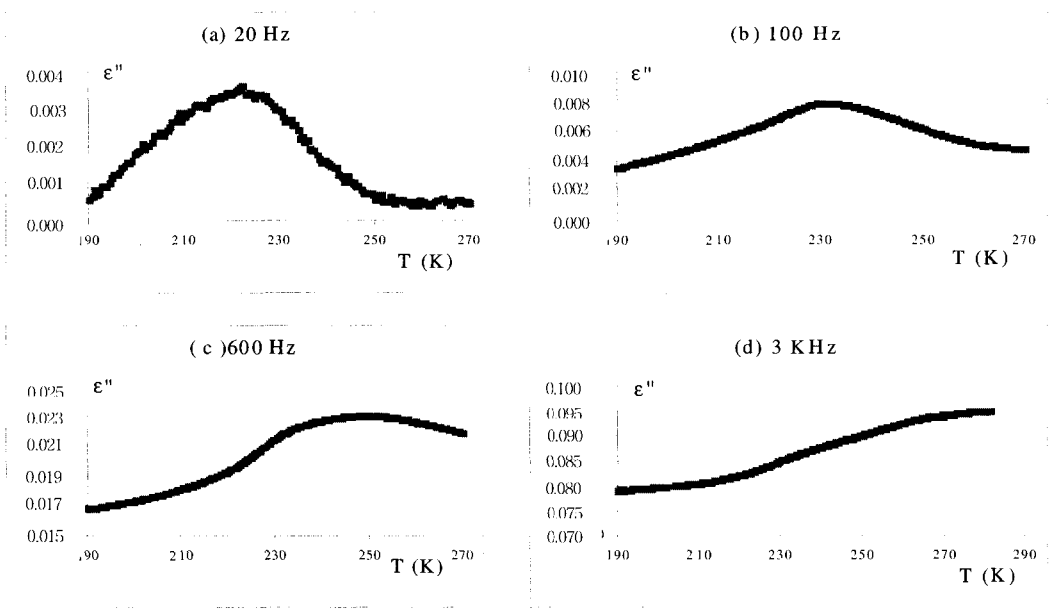 (a) 20 Hz
ε"
0.004
0.003
0.002
0.001
0.000
190 210 230 250 270
T (K)
(b) 100 Hz
ε"
0.010
0.008
0.006
0.004
0.002
0.000
190 210 230 250 270
T (K)
( c )600 Hz
ε"
0.025
0.023
0.021
0.019
0.017
0.015
190 210 230 250 270
T (K)
(d) 3 KHz
ε"
0.100
0.095
0.090
0.085
0.080
0.075
0.070
190 210 230 250 270 290
T (K)